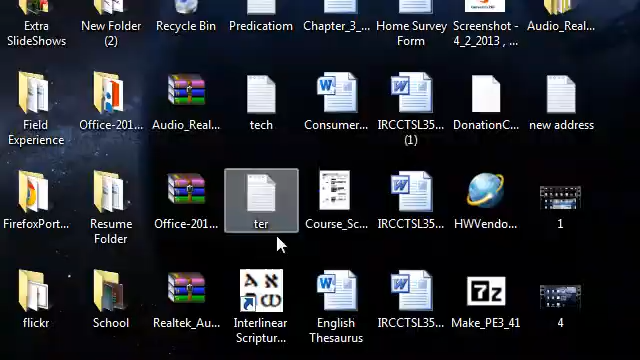 Extra SlideShows
New Folder (2)
Recycle Bin
Predicatiom
Chapter_3_...
Home Survey Form
Screenshot - 4_2_2013 , ...
Audio_Real...
Field Experience
Office-201...
Audio_Real...
tech
Consumer...
IRCCTSL35... (1)
DonationC...
new address
FirefoxPort...
Resume Folder
Office-201...
ter
Course_Sc...
IRCCTSL35...
HWVendo...
1
flickr
School
Realtek_Au...
Interlinear Scriptur...
English Thesaurus
IRCCTSL35...
Make_PE3_41
4